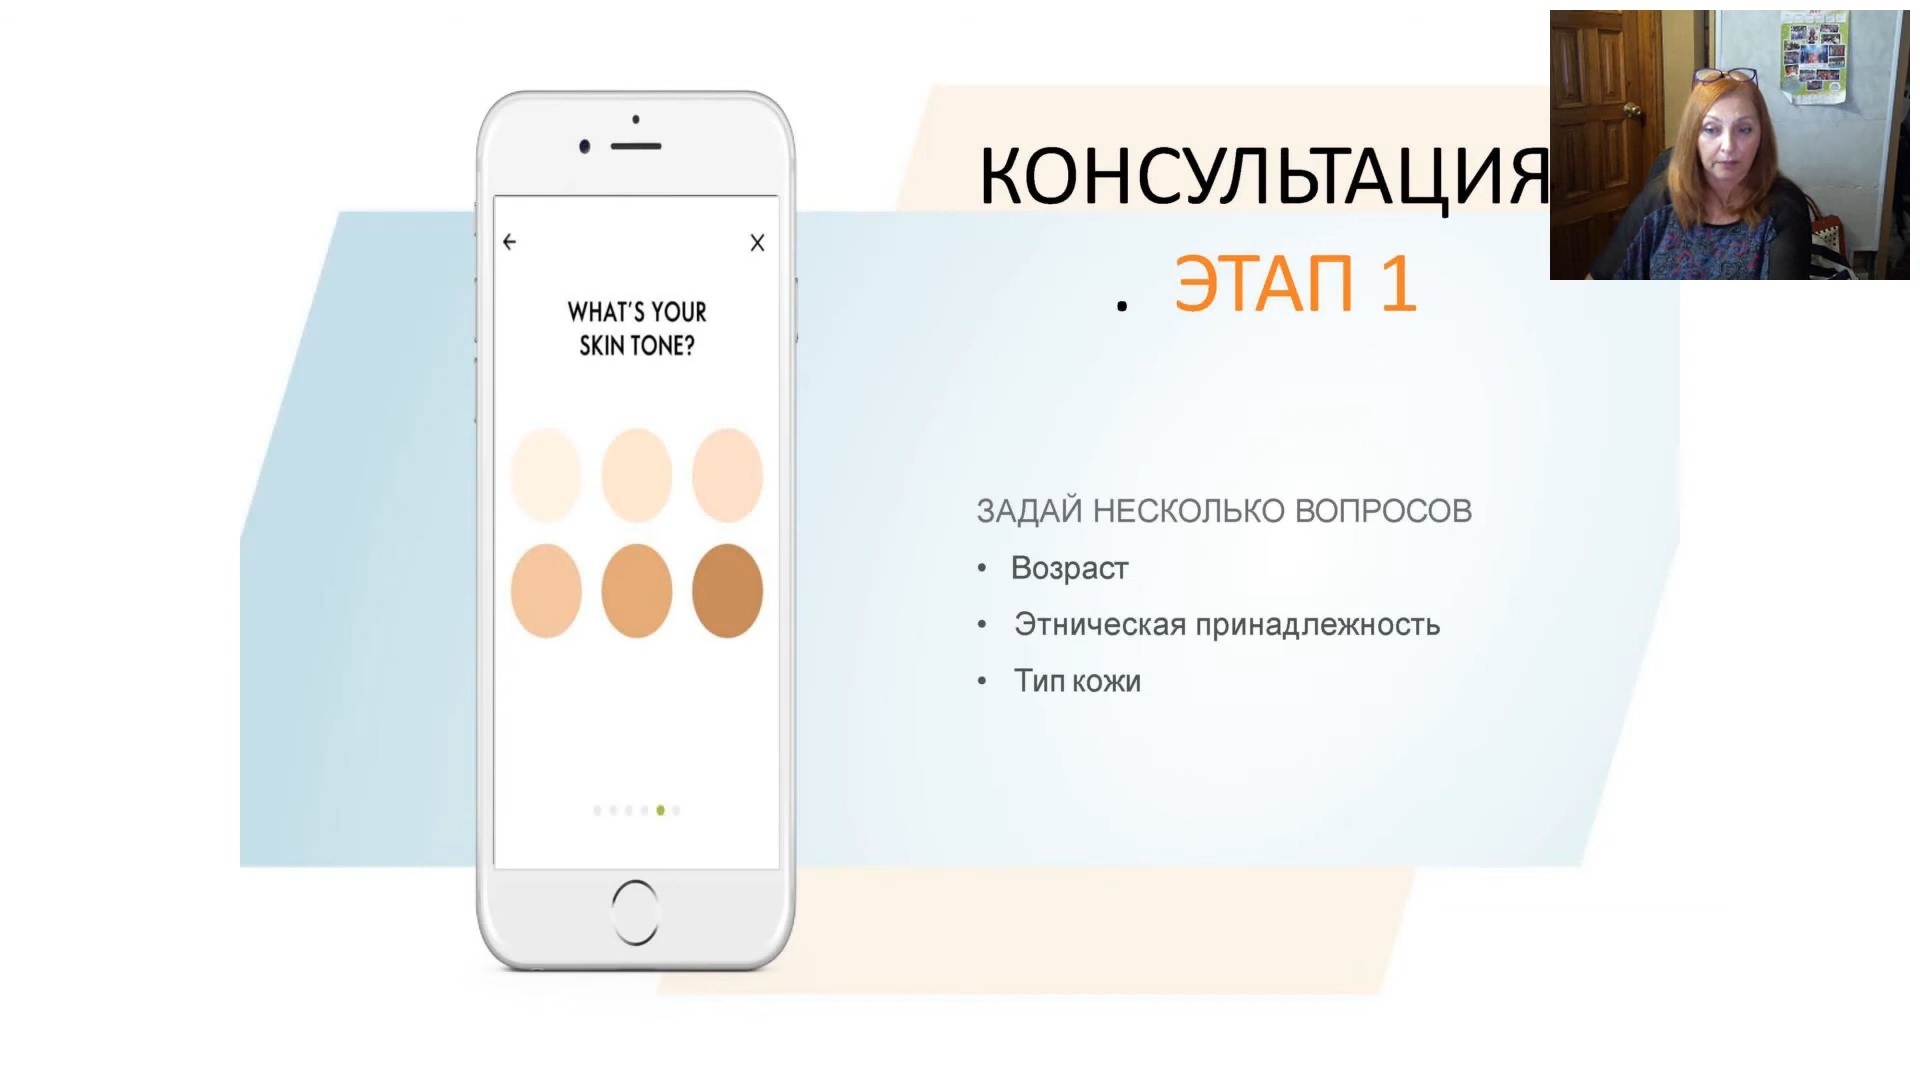 КОНСУЛЬТАЦИЯ
. ЭТАП 1
WHAT’S YOUR
SKIN TONE?
ЗАДАЙ НЕСКОЛЬКО ВОПРОСОВ
• Возраст
• Этническая принадлежность
• Тип кожи